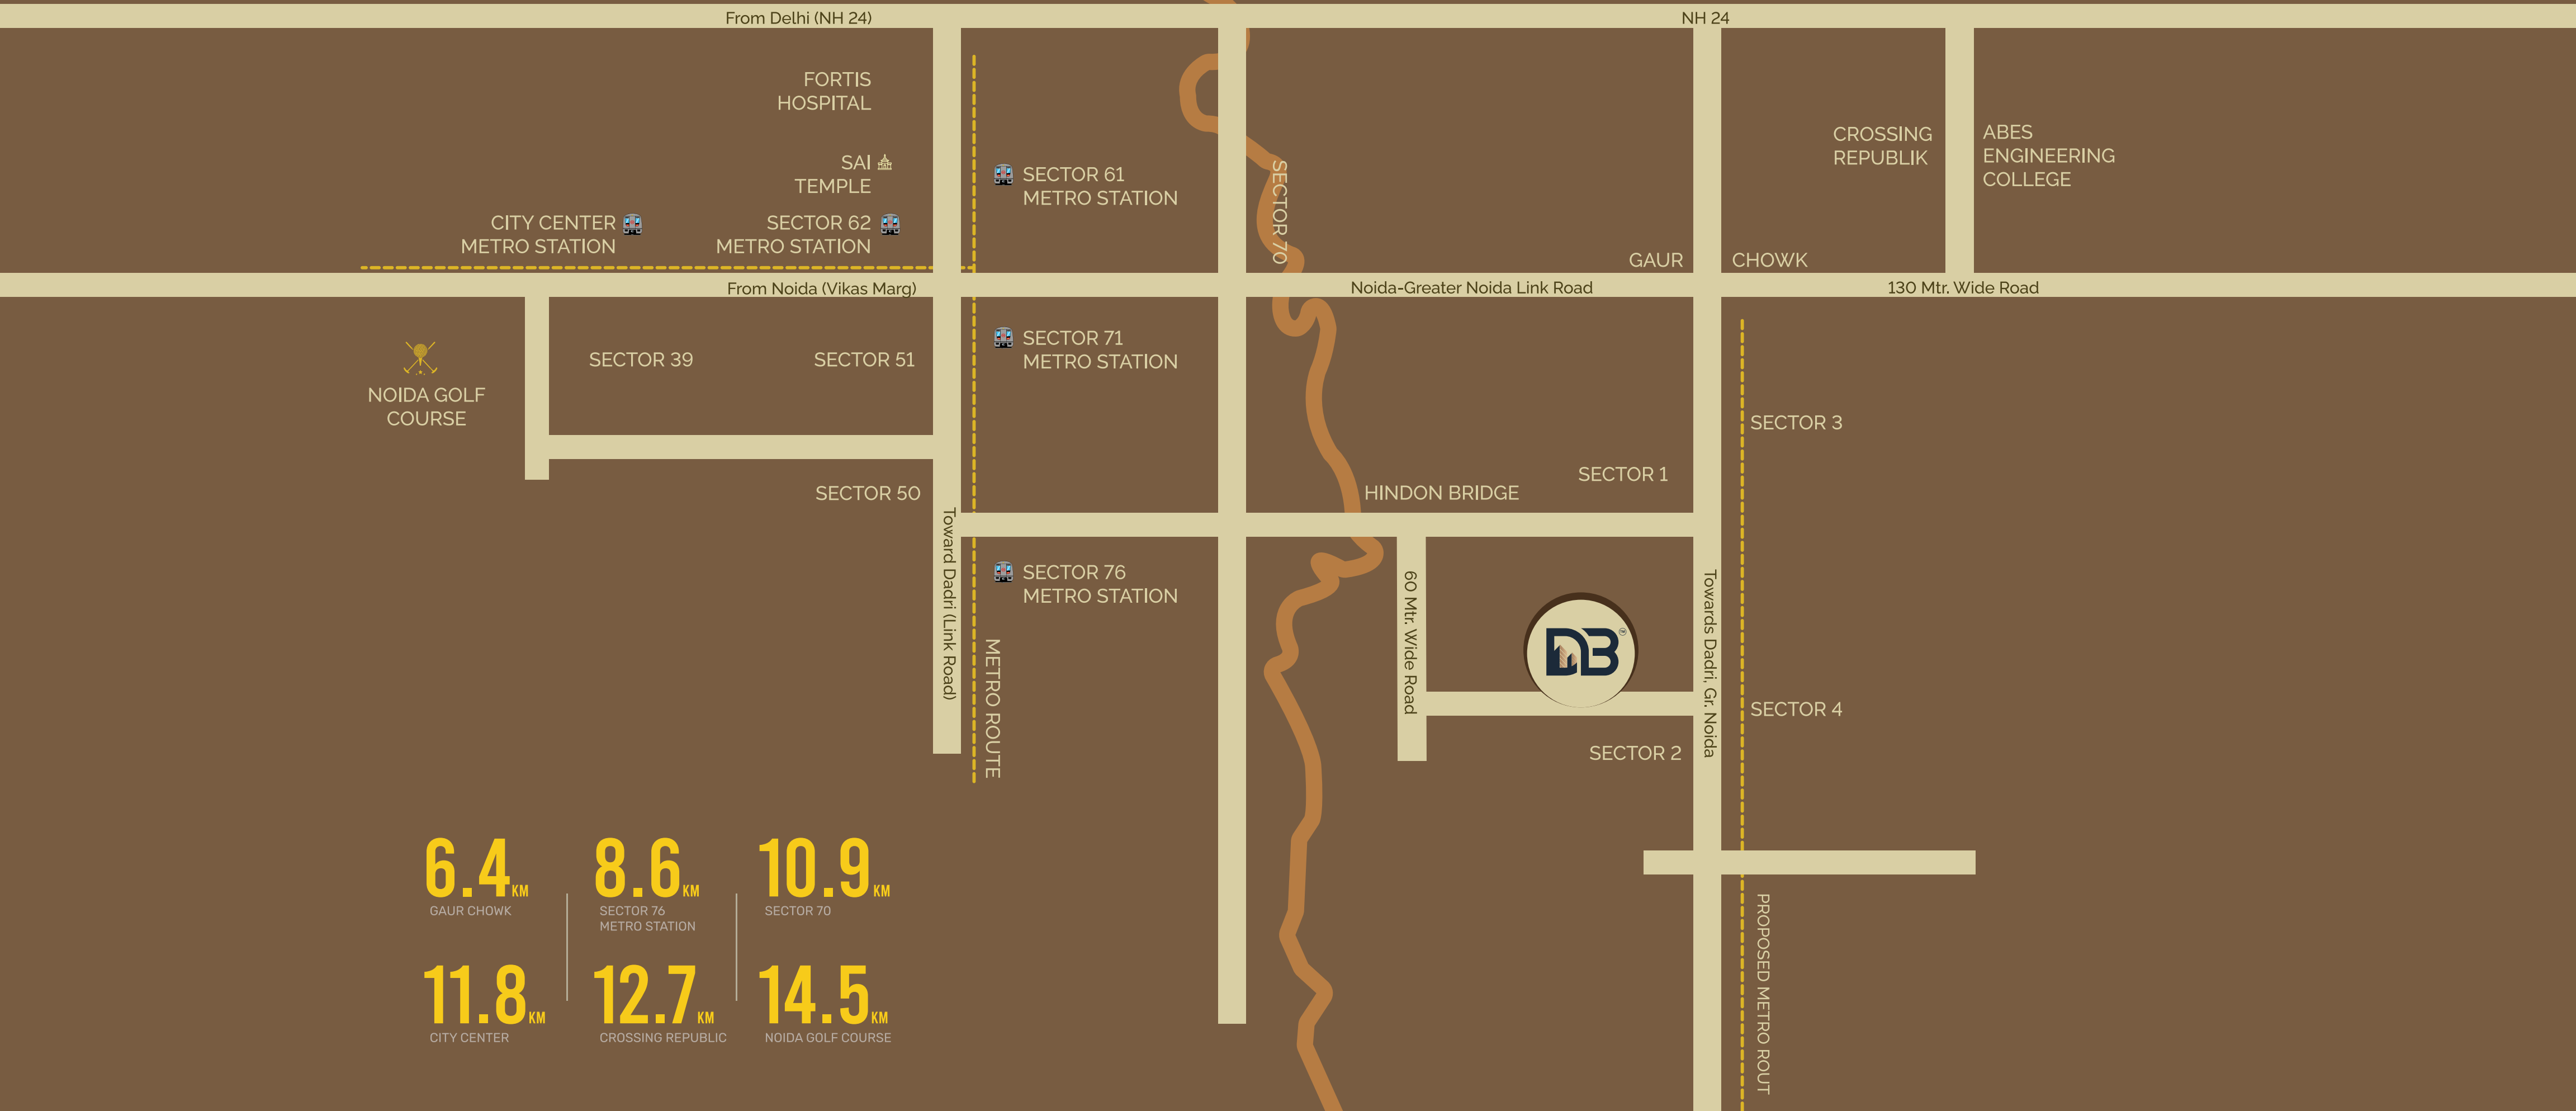 From Delhi (NH 24)
NH 24
FORTIS
HOSPITAL
SAI
TEMPLE
CITY CENTER
METRO STATION
SECTOR 62
METRO STATION
SECTOR 61
METRO STATION
SECTOR 70
CROSSING
REPUBLIK
ABES
ENGINEERING
COLLEGE
GAUR
CHOWK
From Noida (Vikas Marg)
Noida-Greater Noida Link Road
130 Mtr. Wide Road
NOIDA GOLF
COURSE
SECTOR 39
SECTOR 51
SECTOR 71
METRO STATION
SECTOR 3
SECTOR 50
HINDON BRIDGE
SECTOR 1
Toward Dadri (Link Road)
SECTOR 76
METRO STATION
METRO ROUTE
60 Mtr. Wide Road
DB
Towards Dadri, Gr. Noida
SECTOR 4
SECTOR 2
PROPOSED METRO ROUT
6.4 KM
GAUR CHOWK
8.6 KM
SECTOR 76
METRO STATION
10.9 KM
SECTOR 70
11.8 KM
CITY CENTER
12.7 KM
CROSSING REPUBLIC
14.5 KM
NOIDA GOLF COURSE